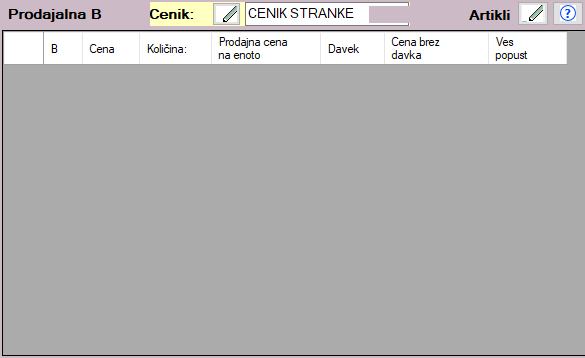 Prodajalna B Cenik: CENIK STRANKE Artikli ?
B Cena Količina: Prodajna cena na enoto Davek Cena brez davka Ves popust